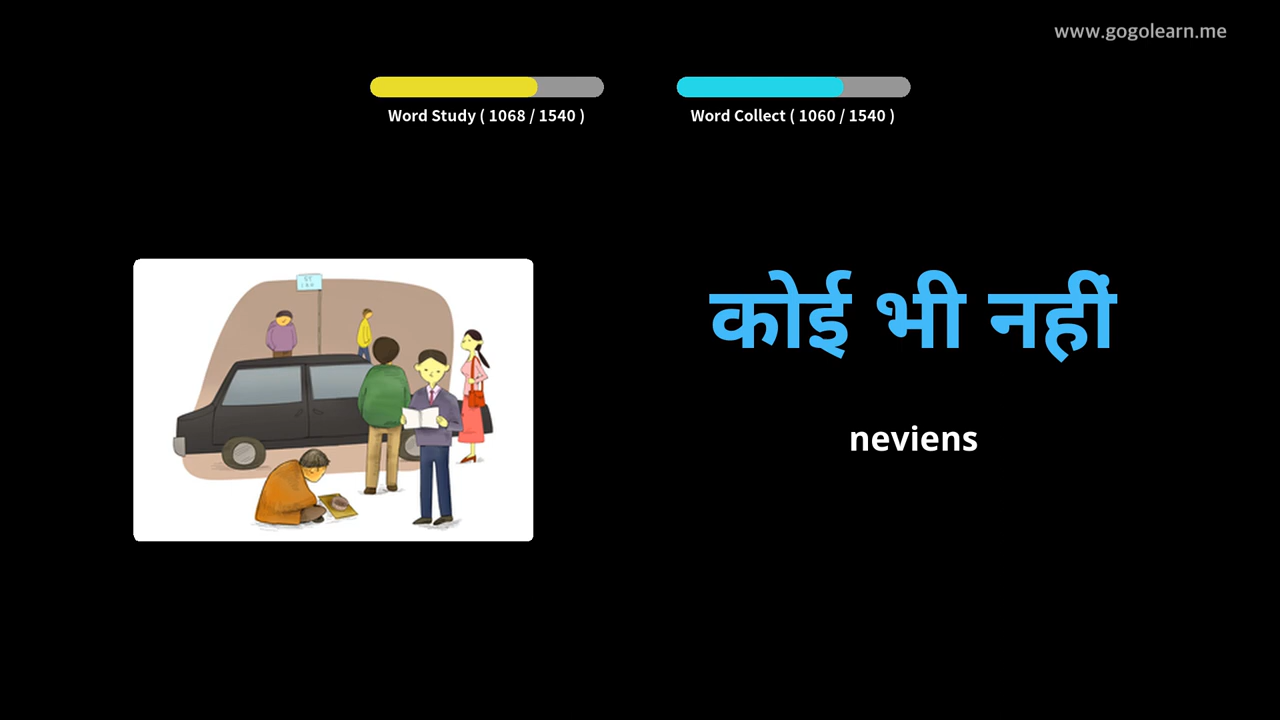 www.gogolearn.me
Word Study ( 1068 / 1540 )
Word Collect ( 1060 / 1540 )
कोई भी नहीं
neviens